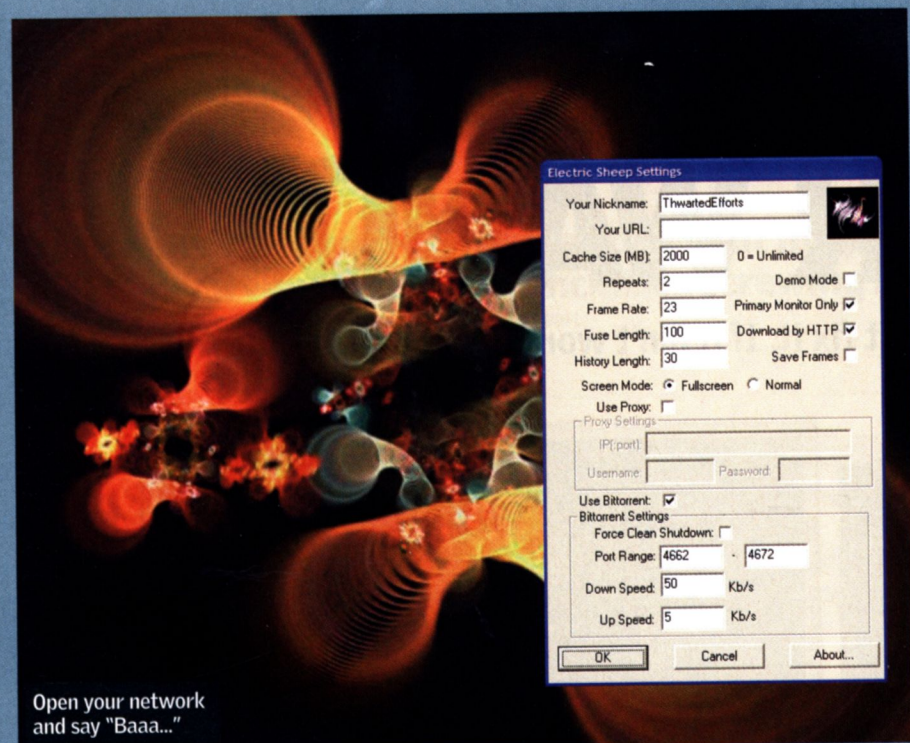 Electric Sheep Settings
Your Nickname: ThwartedEfforts
Your URL:
Cache Size (MB): 2000 0 = Unlimited
Repeats: 2 Demo Mode
Frame Rate: 23 Primary Monitor Only
Fuse Length: 100 Download by HTTP
History Length: 30 Save Frames
Screen Mode: Fullscreen Normal
Use Proxy:
Proxy Settings
IP[:port]:
Username: Password:
Use Bittorrent:
Bittorrent Settings
Force Clean Shutdown:
Port Range: 4662 - 4672
Down Speed: 50 Kb/s
Up Speed: 5 Kb/s
OK Cancel About...
Open your network
and say “Baaa...”